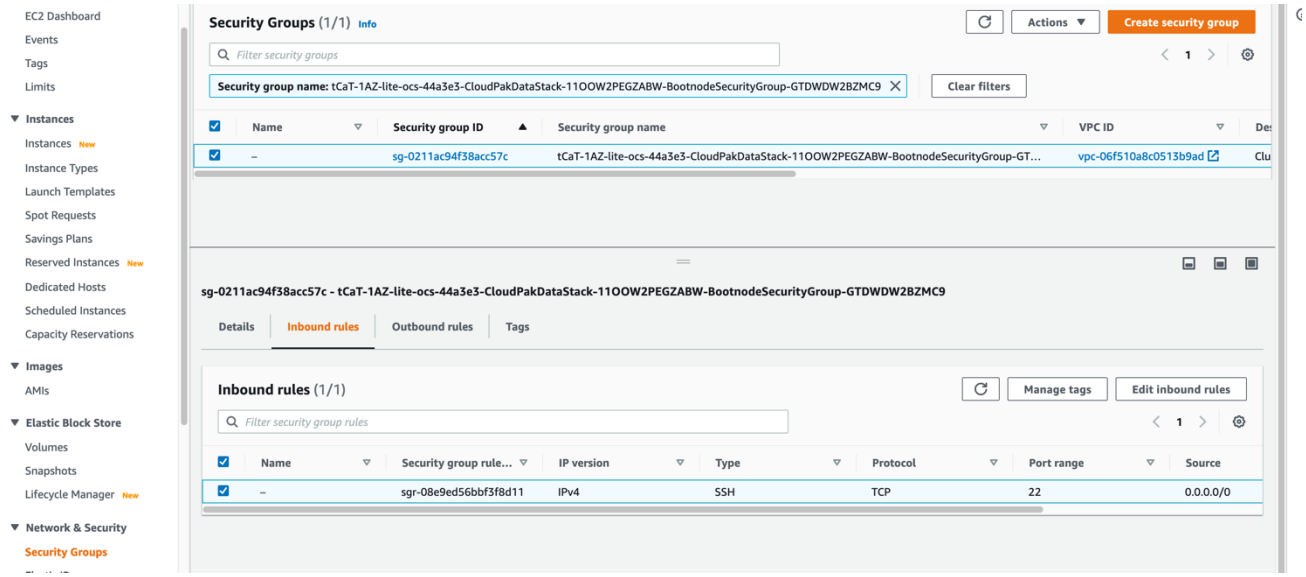 EC2 Dashboard
Events
Tags
Limits
Instances
Instances New
Instance Types
Launch Templates
Spot Requests
Savings Plans
Reserved Instances New
Dedicated Hosts
Scheduled Instances
Capacity Reservations
Images
AMIs
Elastic Block Store
Volumes
Snapshots
Lifecycle Manager New
Network & Security
Security Groups
Security Groups (1/1) Info
Actions
Create security group
Filter security groups
1
Security group name: tCaT-1AZ-lite-ocs-44a3e3-CloudPakDataStack-11OOW2PEGZABW-BootnodeSecurityGroup-GTDWDW2BZMC9
Clear filters
Name Security group ID Security group name VPC ID Des
– sg-0211ac94f38acc57c tCaT-1AZ-lite-ocs-44a3e3-CloudPakDataStack-11OOW2PEGZABW-BootnodeSecurityGroup-GT... vpc-06f510a8c0513b9ad Clu
sg-0211ac94f38acc57c - tCaT-1AZ-lite-ocs-44a3e3-CloudPakDataStack-11OOW2PEGZABW-BootnodeSecurityGroup-GTDWDW2BZMC9
Details Inbound rules Outbound rules Tags
Inbound rules (1/1)
Manage tags
Edit inbound rules
Filter security group rules
1
Name Security group rule... IP version Type Protocol Port range Source
– sgr-08e9ed56bbf3f8d11 IPv4 SSH TCP 22 0.0.0.0/0